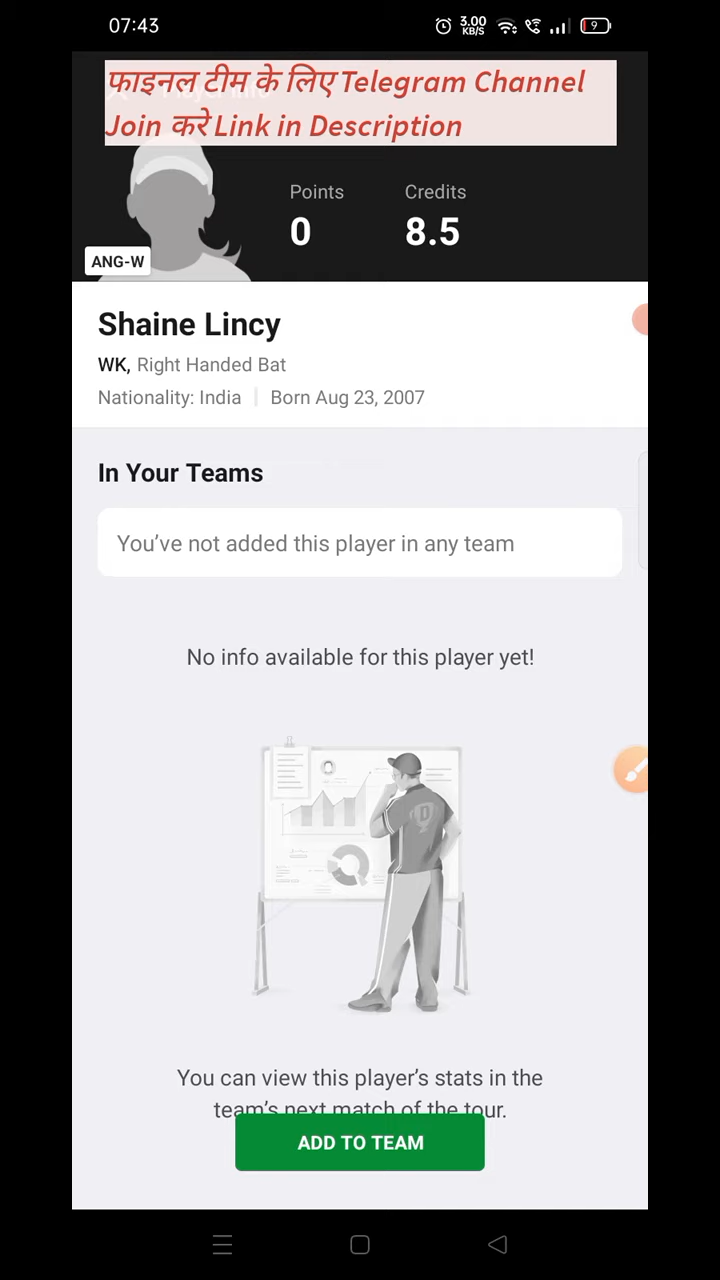 07:43
3.00
KB/S
9
फाइनल टीम के लिए Telegram Channel
Join करे Link in Description
Points
Credits
0
8.5
ANG-W
Shaine Lincy
WK, Right Handed Bat
Nationality: India
Born Aug 23, 2007
In Your Teams
You’ve not added this player in any team
No info available for this player yet!
D
You can view this player’s stats in the
team’s next match of the tour.
ADD TO TEAM